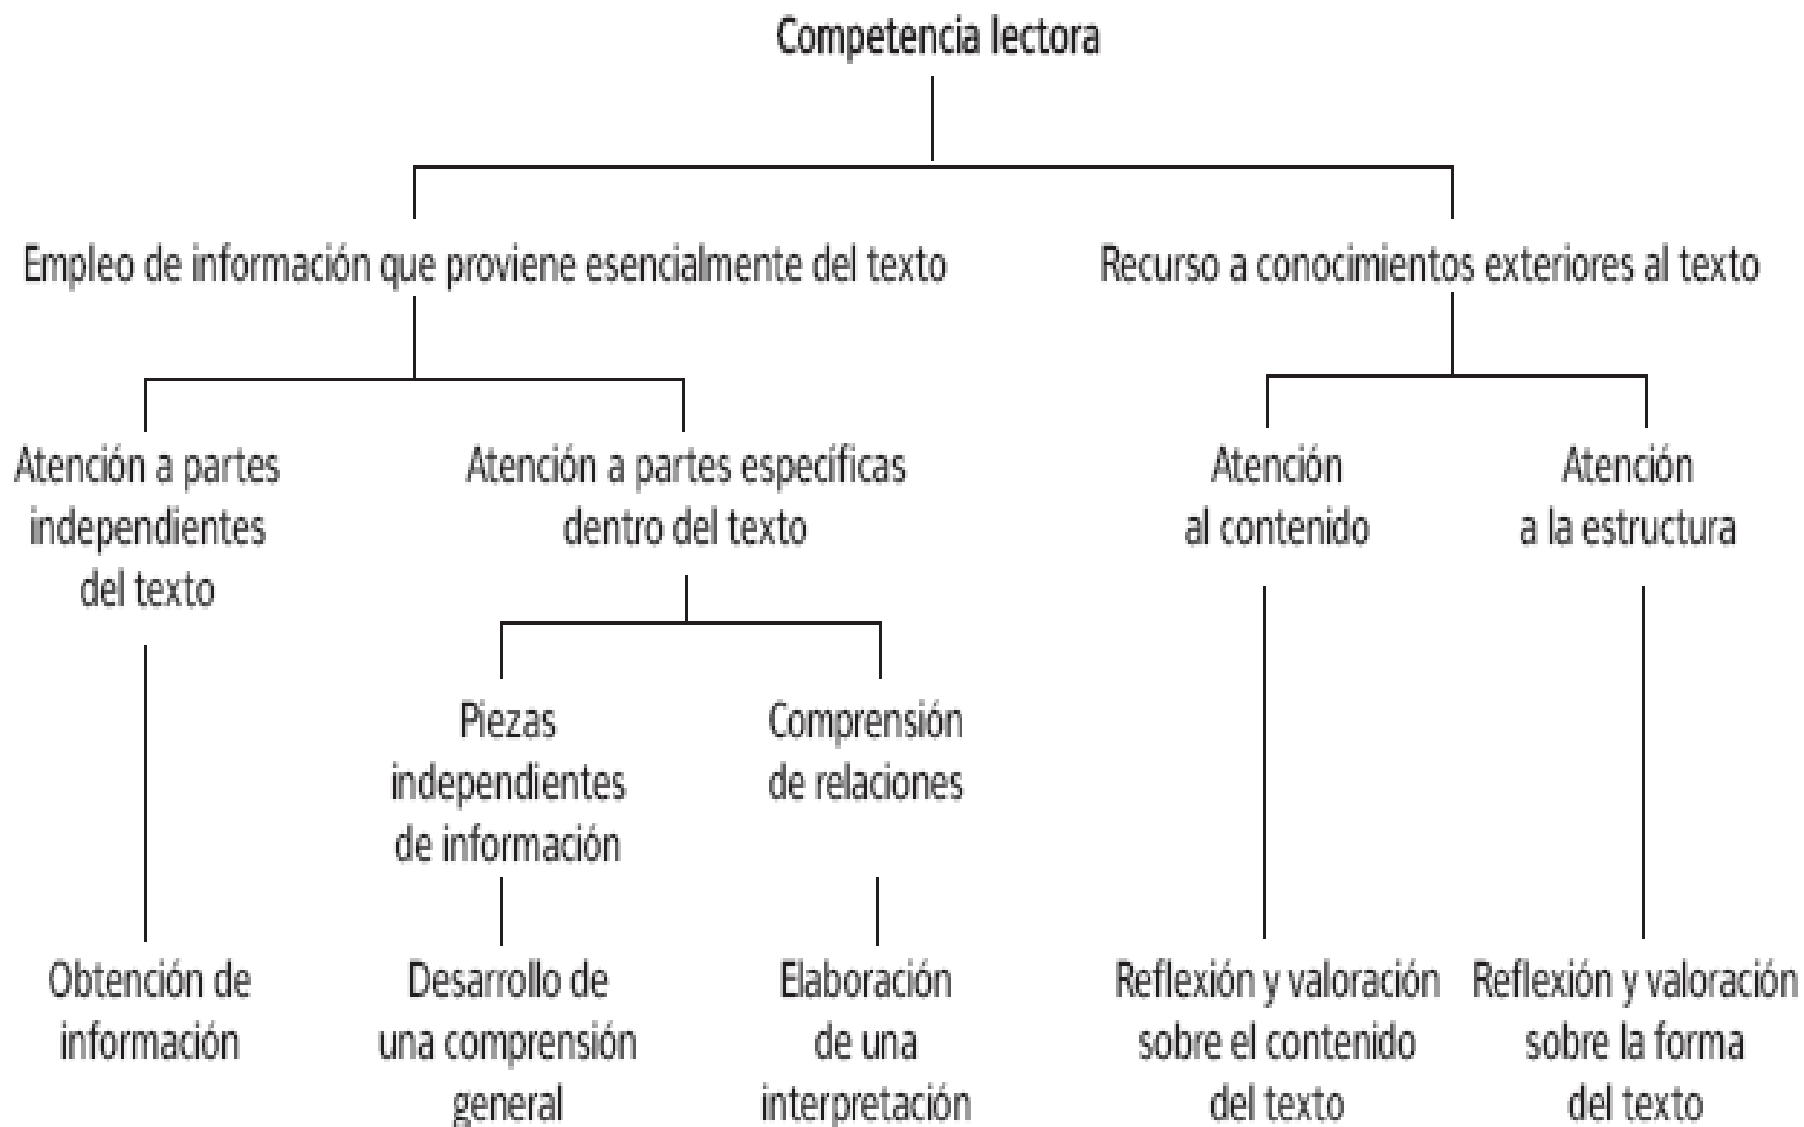 Competencia lectora
Empleo de información que proviene esencialmente del texto
Recurso a conocimientos exteriores al texto
Atención a partes
independientes
del texto
Atención a partes específicas
dentro del texto
Atención
al contenido
Atención
a la estructura
Piezas
independientes
de información
Comprensión
de relaciones
Obtención de
información
Desarrollo de
una comprensión
general
Elaboración
de una
interpretación
Reflexión y valoración
sobre el contenido
del texto
Reflexión y valoración
sobre la forma
del texto